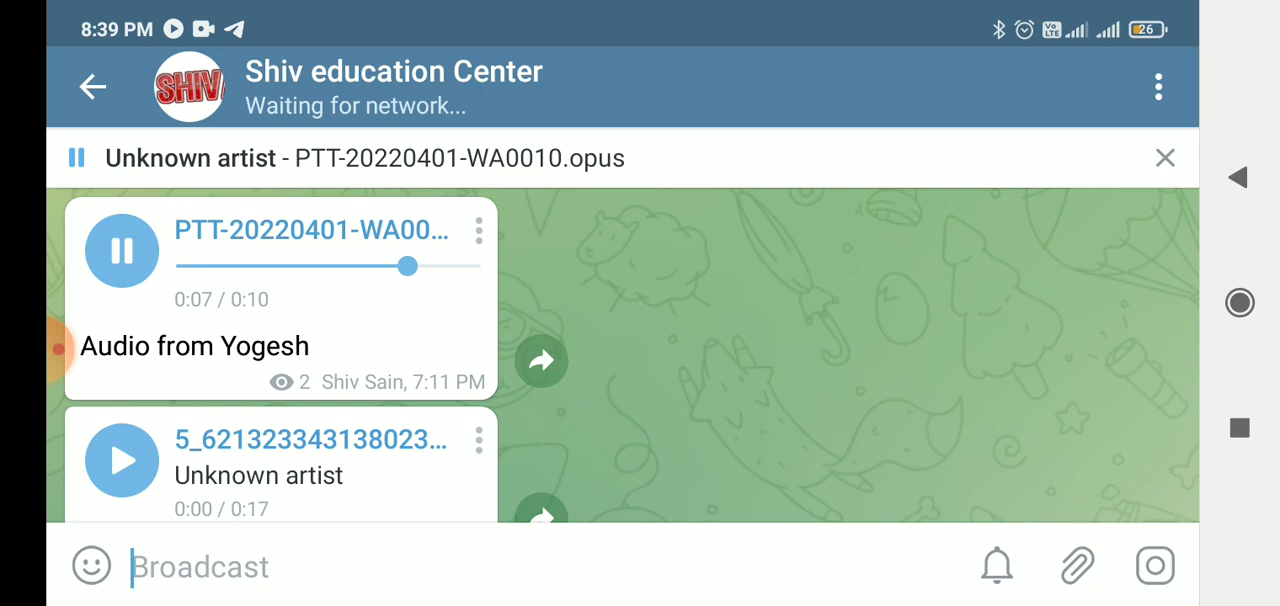 8:39 PM
Vo LTE
26
SHIV
Shiv education Center
Waiting for network...
Unknown artist - PTT-20220401-WA0010.opus
PTT-20220401-WA00...
0:07 / 0:10
Audio from Yogesh
2 Shiv Sain, 7:11 PM
5_621323343138023...
Unknown artist
0:00 / 0:17
Broadcast